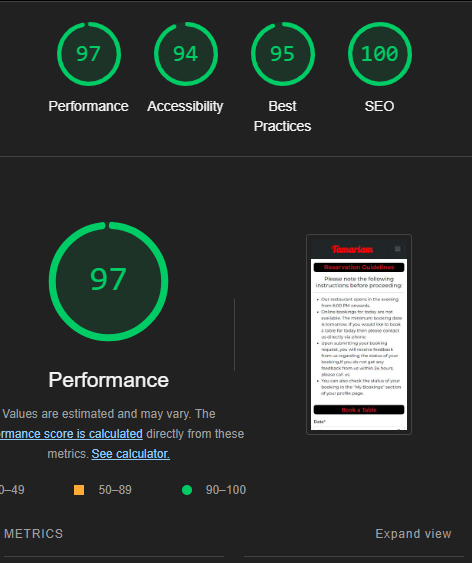 97
94
95
100
Performance
Accessibility
Best
Practices
SEO
97
Performance
Values are estimated and may vary. The
ormance score is calculated directly from these
metrics. See calculator.
0–49
50–89
90–100
METRICS
Expand view
Tamarium
Reservation Guidelines
Please note the following
instructions before proceeding:
Our restaurant opens in the evening
from 6:00 PM onwards.
Online bookings for today are not
available. The minimum booking date
is tomorrow. If you would like to book
a table for today then please contact
us directly via phone.
Upon submitting your booking
request, you will receive feedback
from us regarding the status of your
booking.If you do not get any
feedback from us within 24 hours,
please call us.
You can also check the status of your
booking in the "My Bookings" section
of your profile page.
Book a Table
Date*